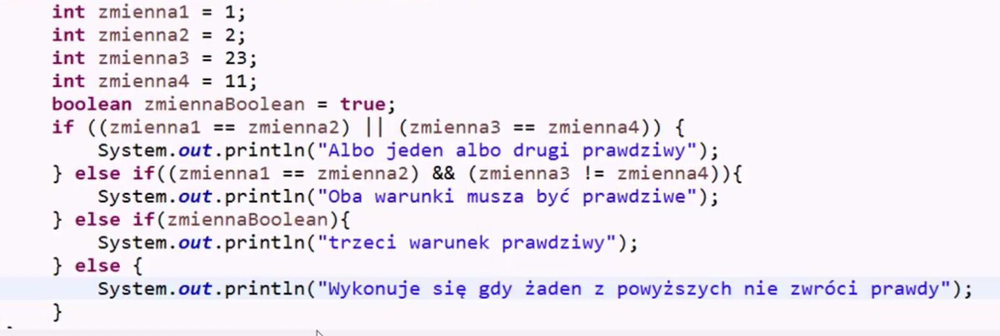 int zmienna1 = 1;
int zmienna2 = 2;
int zmienna3 = 23;
int zmienna4 = 11;
boolean zmiennaBoolean = true;
if ((zmienna1 == zmienna2) || (zmienna3 == zmienna4)) {
System.out.println("Albo jeden albo drugi prawdziwy");
} else if((zmienna1 == zmienna2) && (zmienna3 != zmienna4)){
System.out.println("Oba warunki musza być prawdziwe");
} else if(zmiennaBoolean){
System.out.println("trzeci warunek prawdziwy");
} else {
System.out.println("Wykonuje się gdy żaden z powyższych nie zwróci prawdy");
}